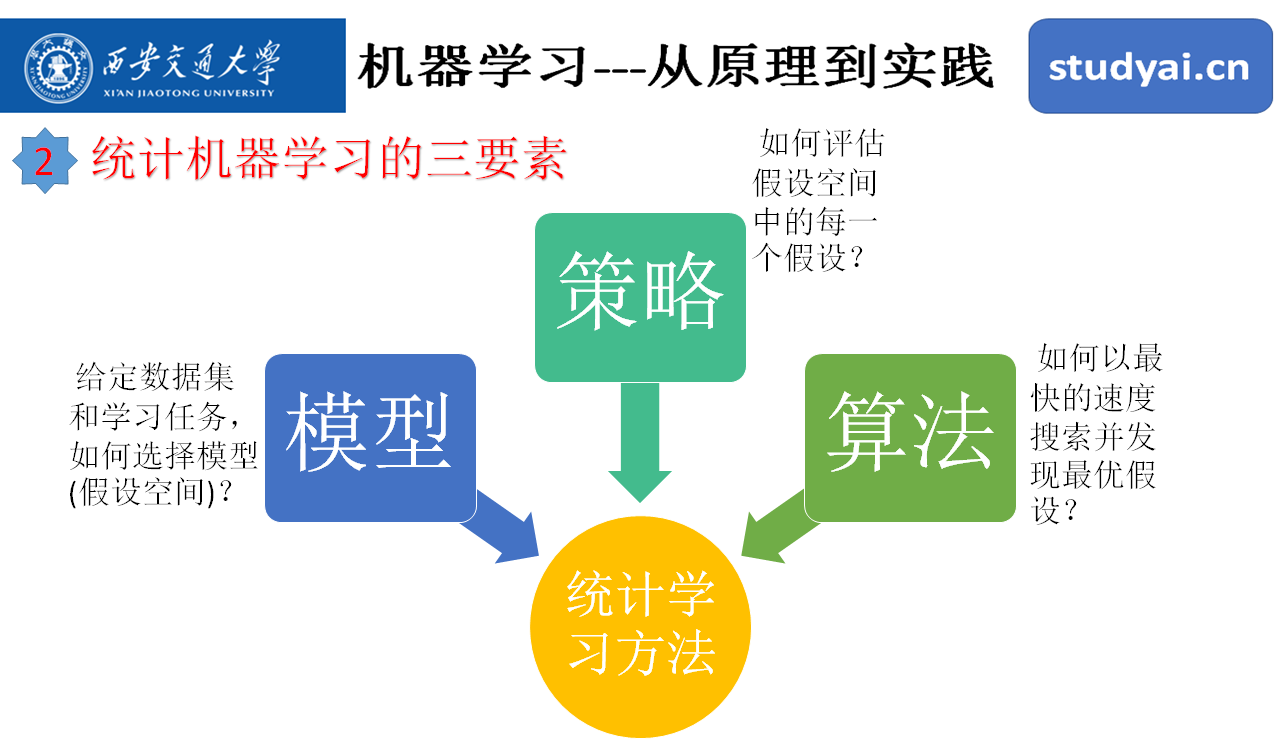 西安交通大学
XI'AN JIAOTONG UNIVERSITY
机器学习---从原理到实践
studyai.cn
2
统计机器学习的三要素
如何评估
假设空间
中的每一
个假设？
策略
给定数据集
和学习任务，
如何选择模型
(假设空间)？
模型
算法
如何以最
快的速度
搜索并发
现最优假
设？
统计学
习方法